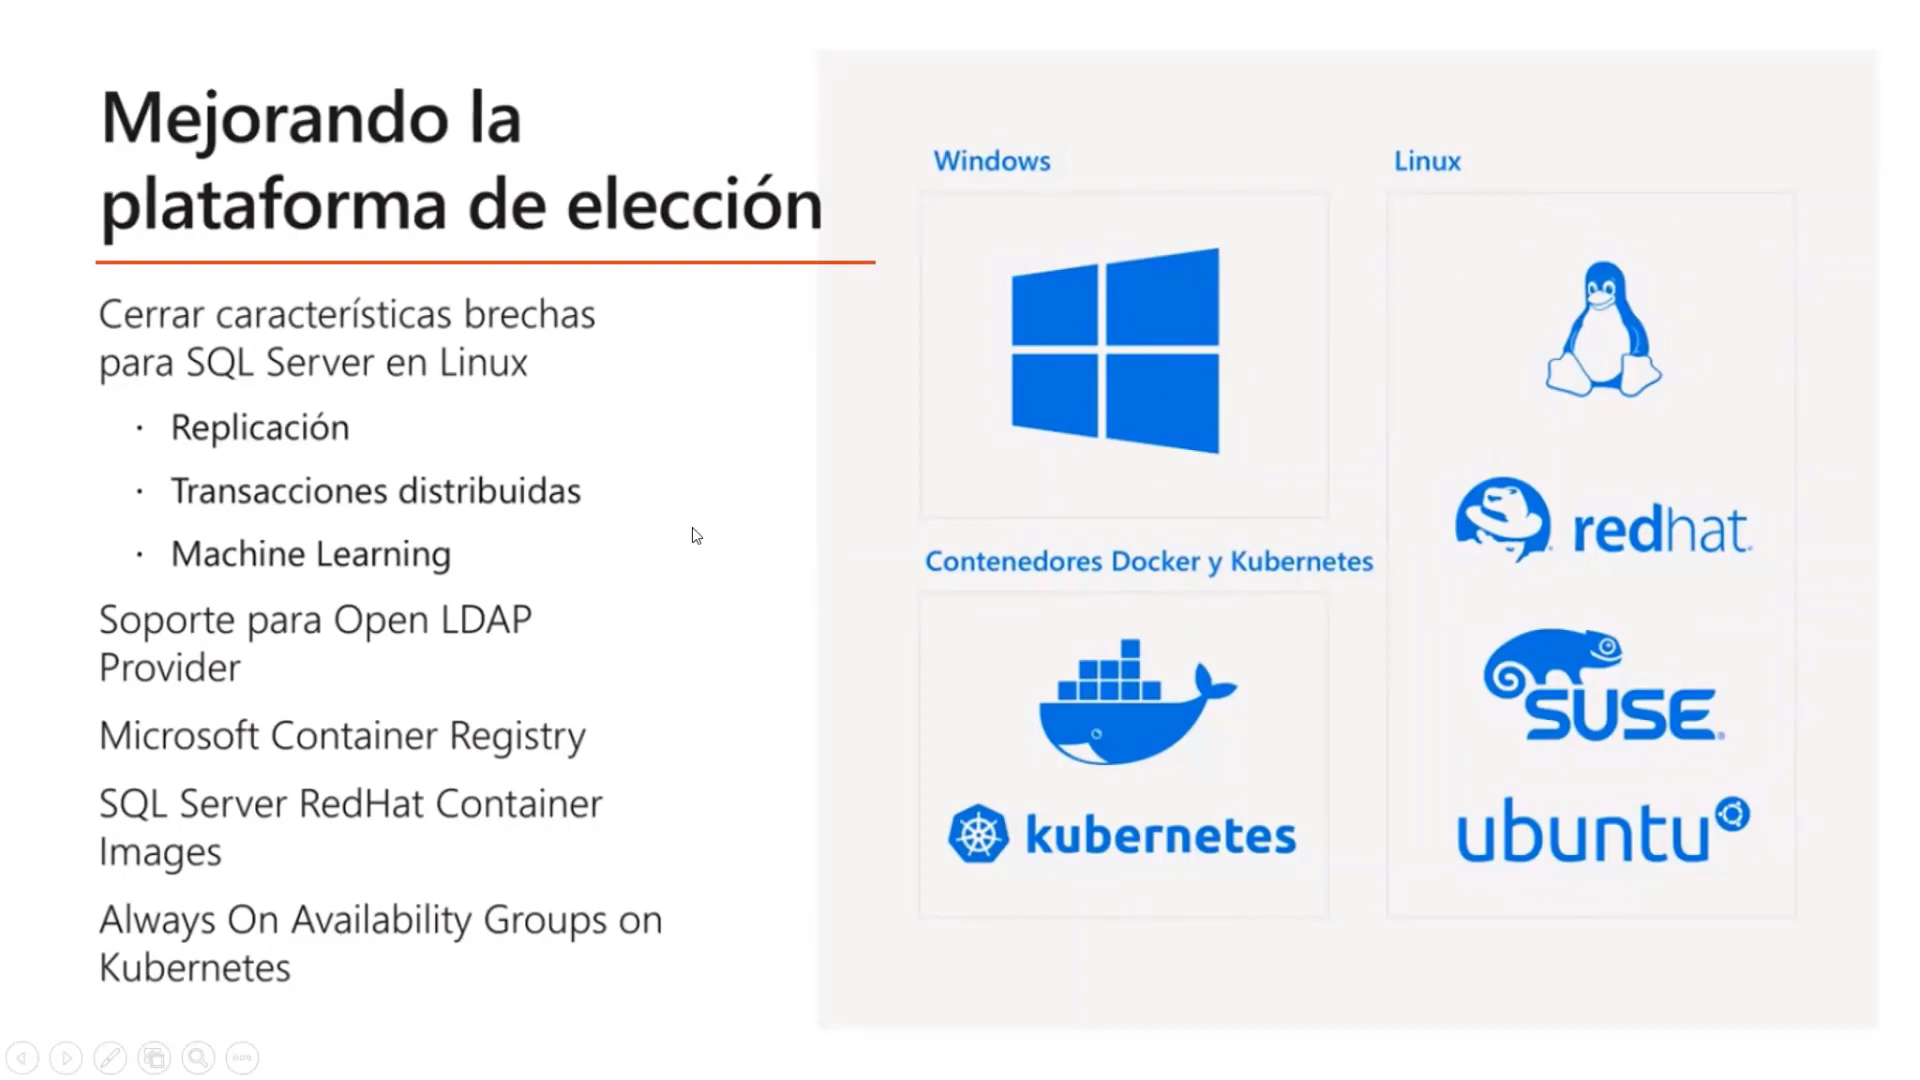 Mejorando la
plataforma de elección
Cerrar características brechas
para SQL Server en Linux
· Replicación
· Transacciones distribuidas
· Machine Learning
Soporte para Open LDAP
Provider
Microsoft Container Registry
SQL Server RedHat Container
Images
Always On Availability Groups on
Kubernetes
Windows
Contenedores Docker y Kubernetes
kubernetes
Linux
redhat.
SUSE®
ubuntu